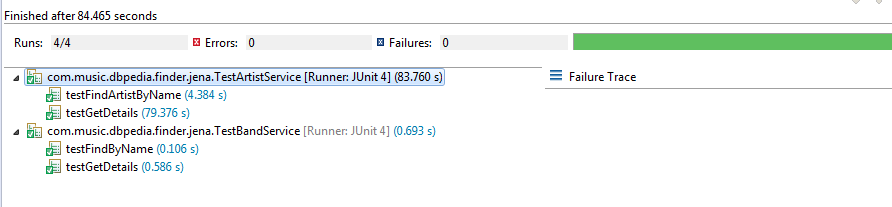 Finished after 84.465 seconds
Runs: 4/4 Errors: 0 Failures: 0
com.music.dbpedia.finder.jena.TestArtistService [Runner: JUnit 4] (83.760 s)
Failure Trace
testFindArtistByName (4.384 s)
testGetDetails (79.376 s)
com.music.dbpedia.finder.jena.TestBandService [Runner: JUnit 4] (0.693 s)
testFindByName (0.106 s)
testGetDetails (0.586 s)